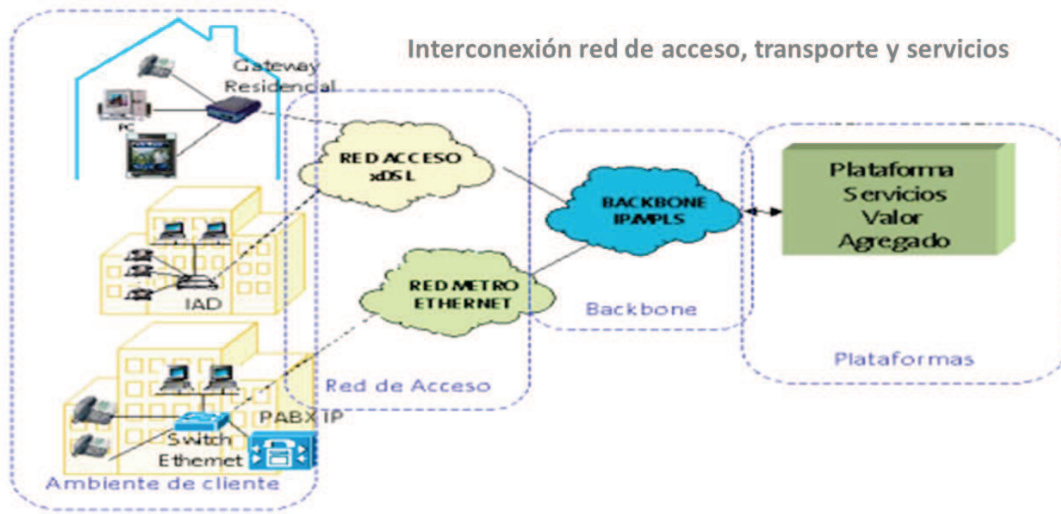 Interconexión red de acceso, transporte y servicios
Gateway
Residencial
PC
RED ACCESO
xDSL
Plataforma
Servicios
Valor
Agregado
BACKBONE
IP/MPLS
IAD
RED METRO
ETHERNET
Backbone
Plataformas
Red de Acceso
PABX IP
Switch
Ethernet
Ambiente de cliente